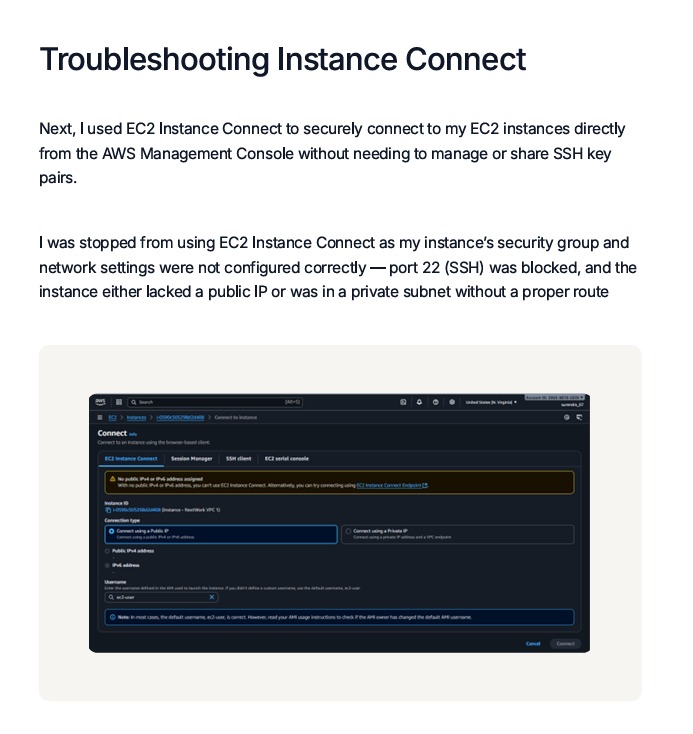 Troubleshooting Instance Connect
Next, I used EC2 Instance Connect to securely connect to my EC2 instances directly
from the AWS Management Console without needing to manage or share SSH key
pairs.
I was stopped from using EC2 Instance Connect as my instance’s security group and
network settings were not configured correctly — port 22 (SSH) was blocked, and the
instance either lacked a public IP or was in a private subnet without a proper route
aws Search [Alt+S] United States (N. Virginia)
EC2 > Instances > > Connect to instance
Connect Info
Connect to an instance using the browser-based client.
EC2 Instance Connect Session Manager SSH client EC2 serial console
No public IPv4 or IPv6 address assigned
With no public IPv4 or IPv6 address, you can't use EC2 Instance Connect. Alternatively, you can try connecting using EC2 Instance Connect Endpoint.
Instance ID
(Instance - NextWork VPC 1)
Connection type
Connect using a Public IP Connect using a Private IP
Connect using a public IPv4 or IPv6 address Connect using a private IP address and a VPC endpoint
Public IPv4 address
IPv6 address
Username
Enter the username defined in the AMI used to launch the instance. If you didn't define a custom username, use the default username, ec2-user.
ec2-user
Note: In most cases, the default username, ec2-user, is correct. However, read your AMI usage instructions to check if the AMI owner has changed the default AMI username.
Cancel Connect